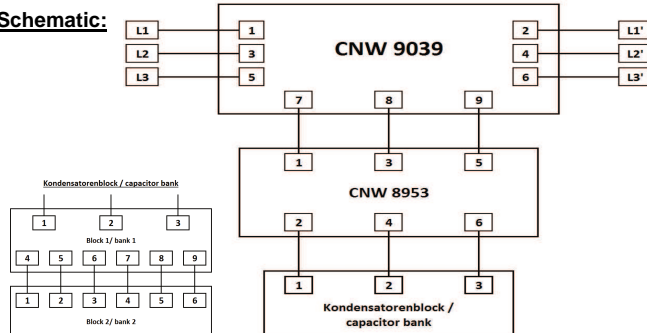 Schematic:
L1 1 2 L1'
L2 3 CNW 9039 4 L2'
L3 5 6 L3'
7 8 9
1 3 5
CNW 8953
2 4 6
1 2 3
Kondensatorenblock /
capacitor bank
Kondensatorenblock / capacitor bank
1 2 3
Block 1/ bank 1
4 5 6 7 8 9
1 2 3 4 5 6
Block 2/ bank 2